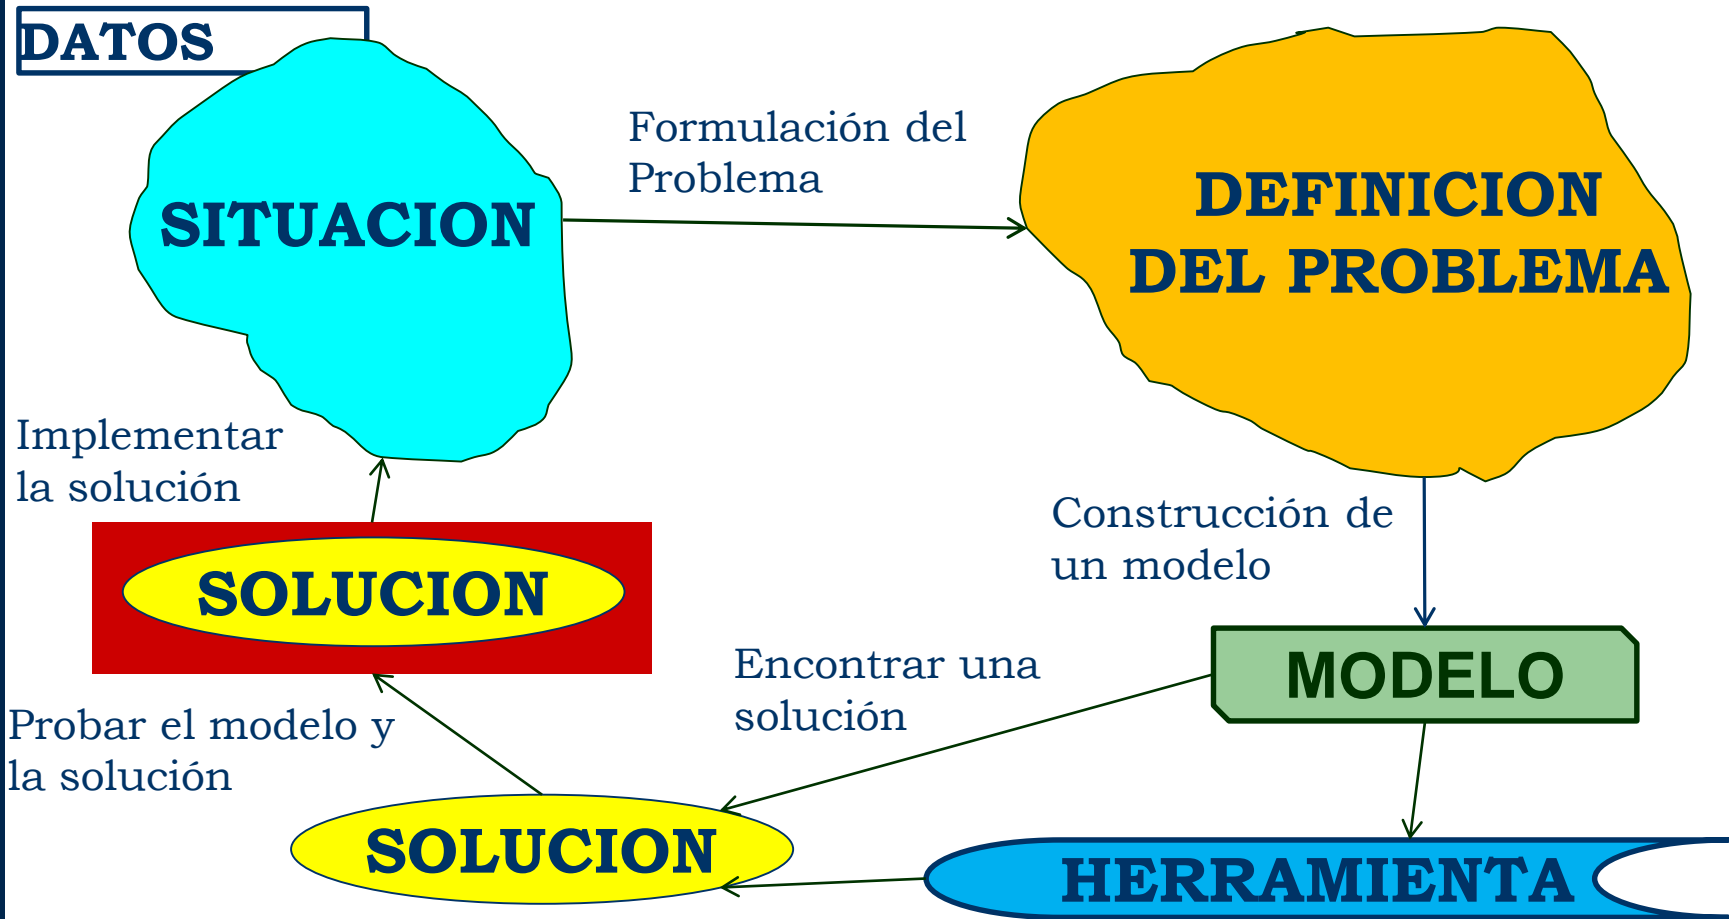 DATOS
SITUACION
Formulación del
Problema
DEFINICION
DEL PROBLEMA
Implementar
la solución
Construcción de
un modelo
SOLUCION
MODELO
Encontrar una
solución
Probar el modelo y
la solución
SOLUCION
HERRAMIENTA